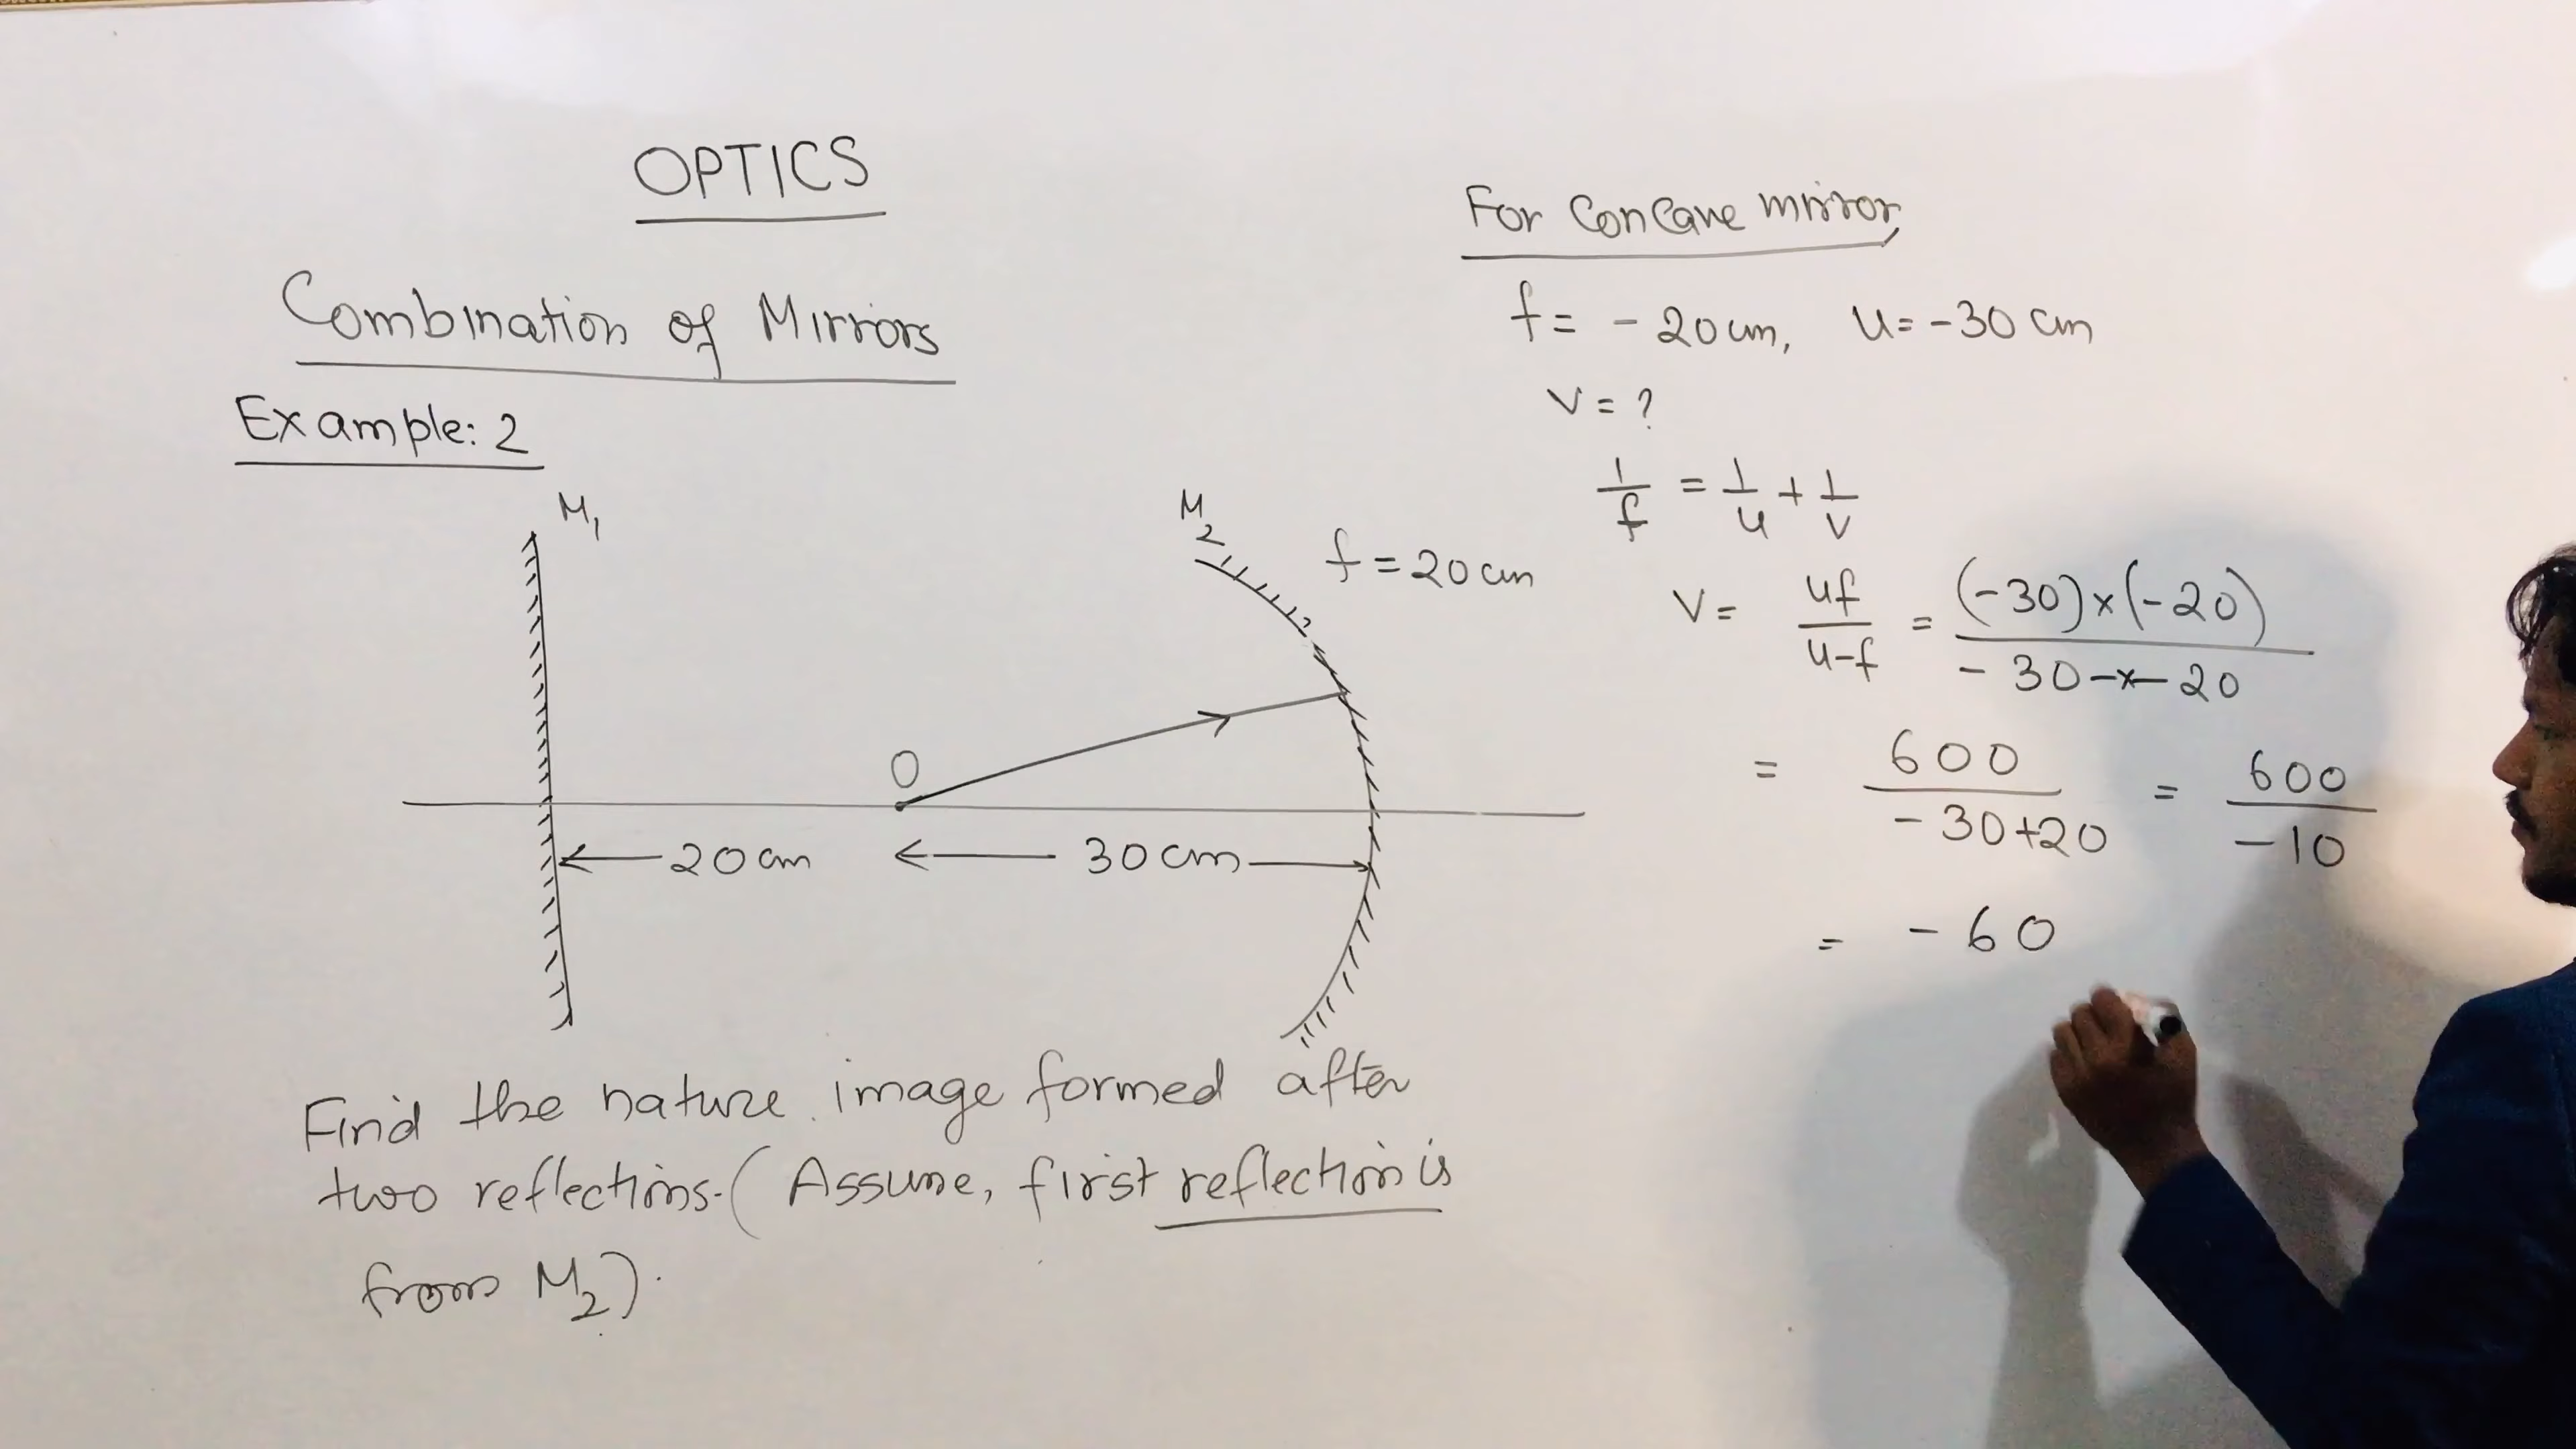 OPTICS
Combination of Mirrors
Example: 2
M₁
M₂
f = 20 cm
O
20 cm
30 cm
Find the nature image formed after
two reflections. (Assume, first reflection is
from M₂).
For Concave mirror,
f = - 20 cm, u = -30 cm
v = ?
1/f = 1/u + 1/v
v = uf/(u-f) = (-30)×(-20)/(-30-x-20)
= 600/(-30+20) = 600/(-10)
= - 60